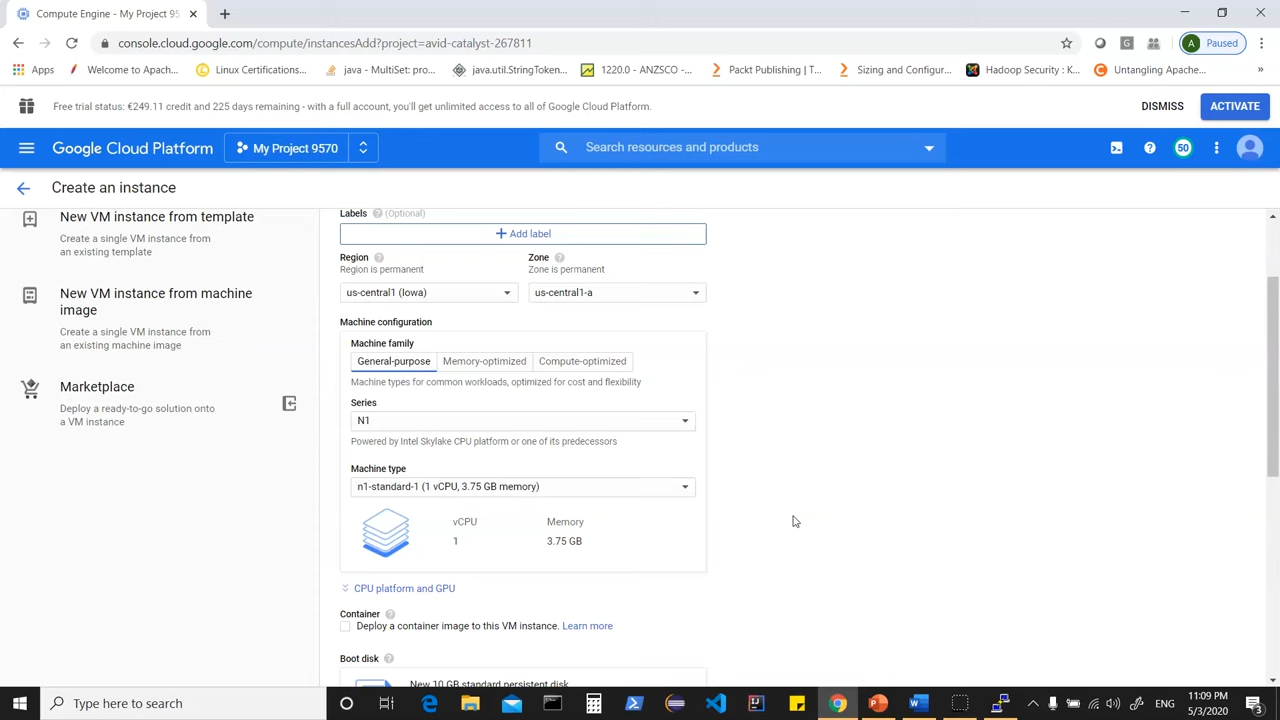 Compute Engine - My Project 95
console.cloud.google.com/compute/instancesAdd?project=avid-catalyst-267811
A Paused
Apps Welcome to Apach... Linux Certifications... java - MultiSet: pro... java.util.StringToken... 1220.0 - ANZSCO -... Packt Publishing | T... Sizing and Configur... Hadoop Security : K... Untangling Apache... »
Free trial status: €249.11 credit and 225 days remaining - with a full account, you'll get unlimited access to all of Google Cloud Platform. DISMISS ACTIVATE
Google Cloud Platform My Project 9570 Search resources and products 50
Create an instance
New VM instance from template
Create a single VM instance from
an existing template
New VM instance from machine
image
Create a single VM instance from
an existing machine image
Marketplace
Deploy a ready-to-go solution onto
a VM instance
Labels (Optional)
Add label
Region Zone
Region is permanent Zone is permanent
us-central1 (Iowa) us-central1-a
Machine configuration
Machine family
General-purpose Memory-optimized Compute-optimized
Machine types for common workloads, optimized for cost and flexibility
Series
N1
Powered by Intel Skylake CPU platform or one of its predecessors
Machine type
n1-standard-1 (1 vCPU, 3.75 GB memory)
vCPU Memory
1 3.75 GB
CPU platform and GPU
Container
Deploy a container image to this VM instance. Learn more
Boot disk
New 10 GB standard persistent disk
Type here to search
ENG
11:09 PM
5/3/2020
3